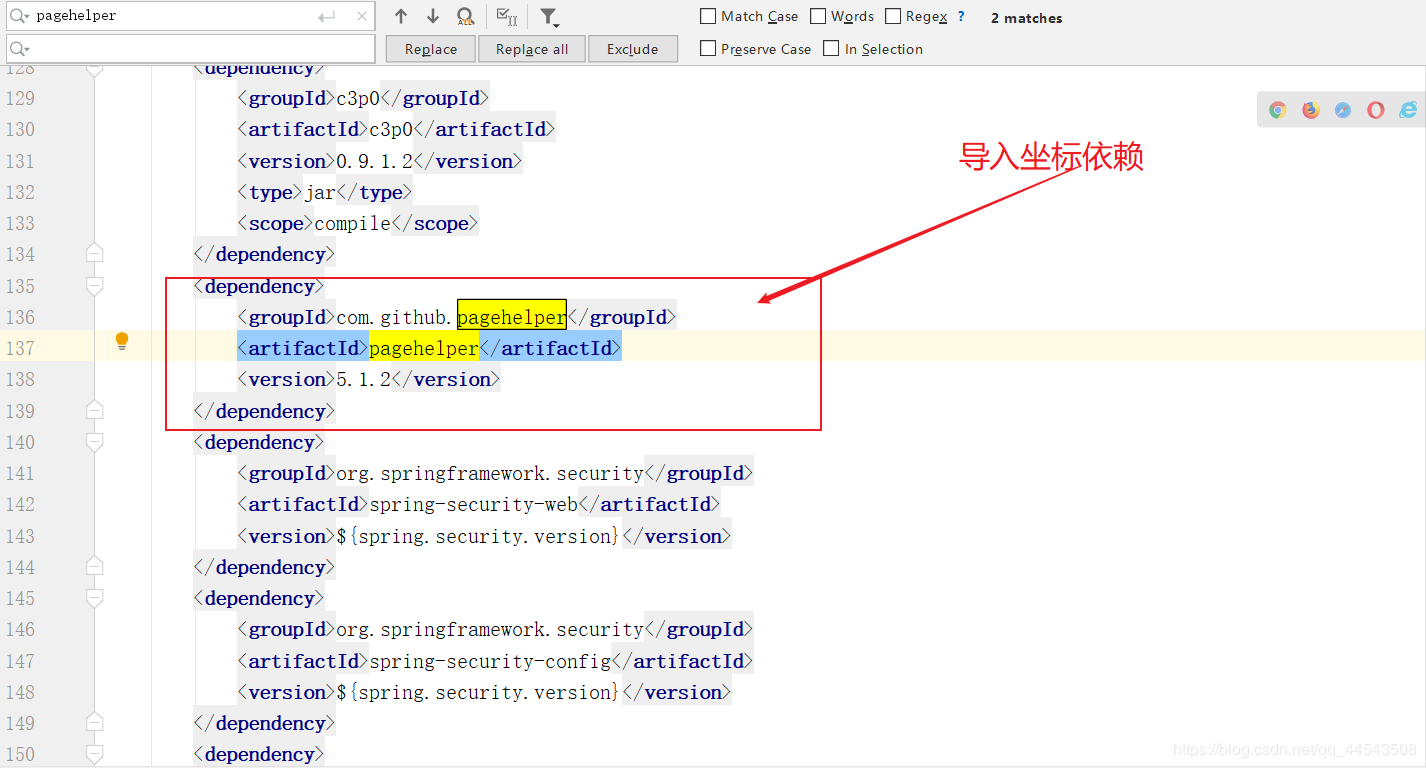 pagehelper
Match Case Words Regex ? 2 matches
Replace Replace all Exclude Preserve Case In Selection
128 <dependency>
129 <groupId>c3p0</groupId>
130 <artifactId>c3p0</artifactId>
131 <version>0.9.1.2</version>
132 <type>jar</type>
133 <scope>compile</scope>
134 </dependency>
导入坐标依赖
135 <dependency>
136 <groupId>com.github.pagehelper</groupId>
137 <artifactId>pagehelper</artifactId>
138 <version>5.1.2</version>
139 </dependency>
140 <dependency>
141 <groupId>org.springframework.security</groupId>
142 <artifactId>spring-security-web</artifactId>
143 <version>${spring.security.version}</version>
144 </dependency>
145 <dependency>
146 <groupId>org.springframework.security</groupId>
147 <artifactId>spring-security-config</artifactId>
148 <version>${spring.security.version}</version>
149 </dependency>
150 <dependency>
https://blog.csdn.net/qq_44543508